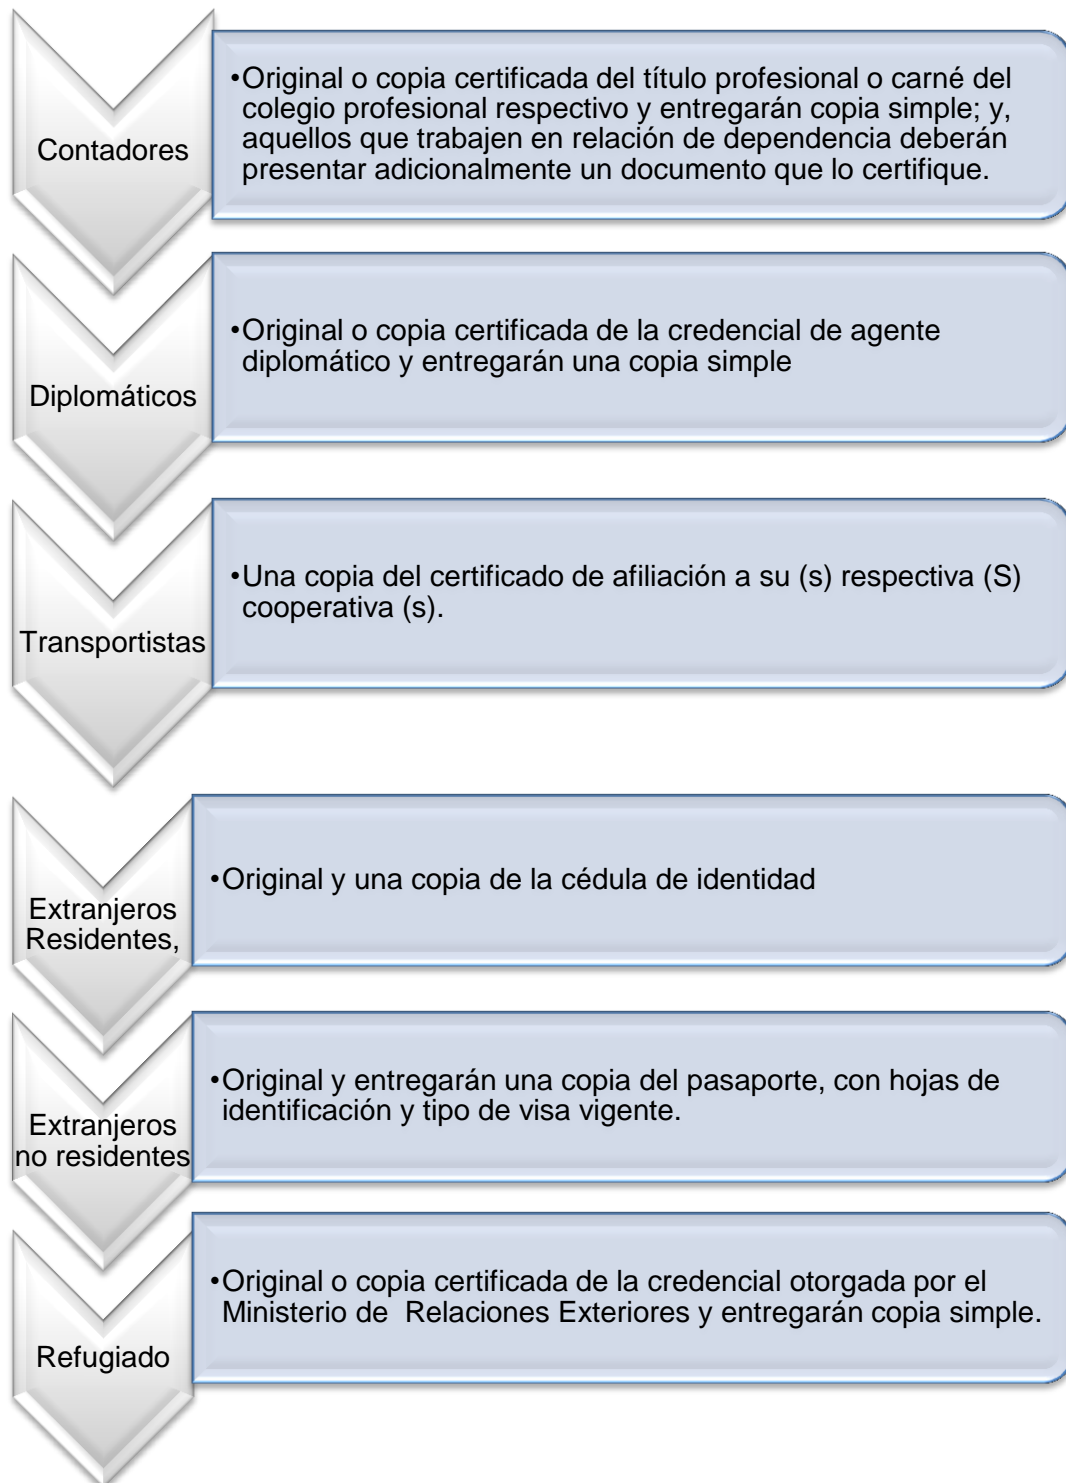 Contadores
•Original o copia certificada del título profesional o carné del
colegio profesional respectivo y entregarán copia simple; y,
aquellos que trabajen en relación de dependencia deberán
presentar adicionalmente un documento que lo certifique.
Diplomáticos
•Original o copia certificada de la credencial de agente
diplomático y entregarán una copia simple
Transportistas
•Una copia del certificado de afiliación a su (s) respectiva (S)
cooperativa (s).
Extranjeros
Residentes,
•Original y una copia de la cédula de identidad
Extranjeros
no residentes
•Original y entregarán una copia del pasaporte, con hojas de
identificación y tipo de visa vigente.
Refugiado
•Original o copia certificada de la credencial otorgada por el
Ministerio de  Relaciones Exteriores y entregarán copia simple.